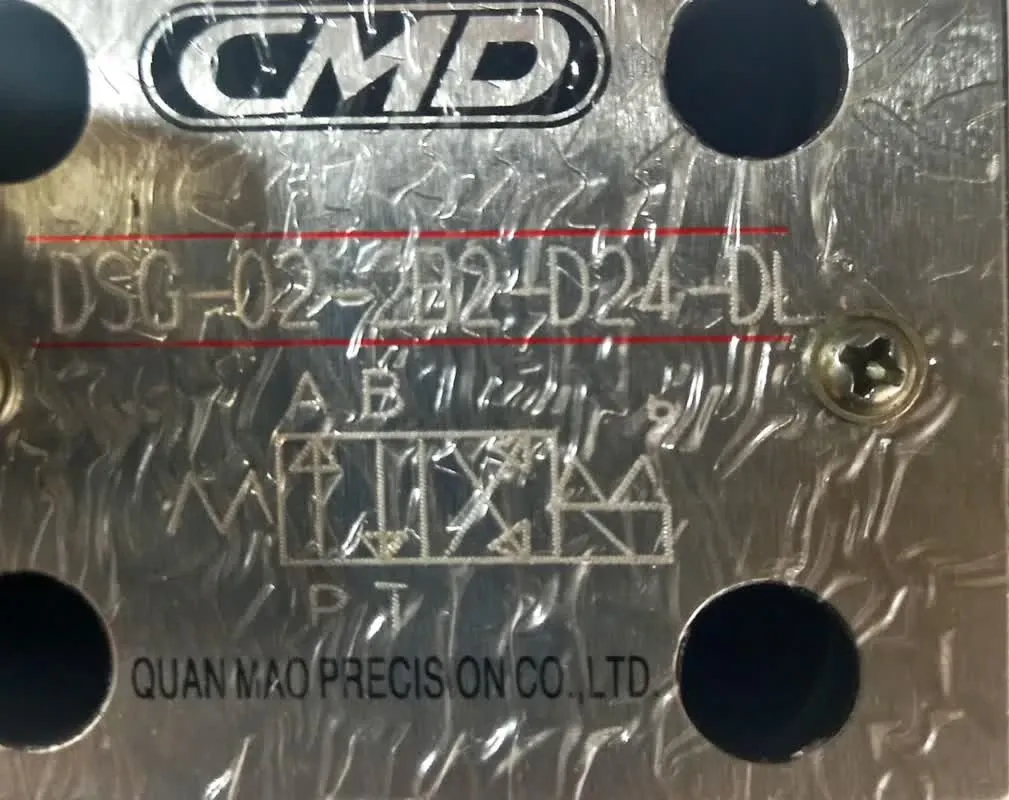 CMD
DSG-02-2B2-D24-DL
A B
P T
QUAN MAO PRECISION CO.,LTD.